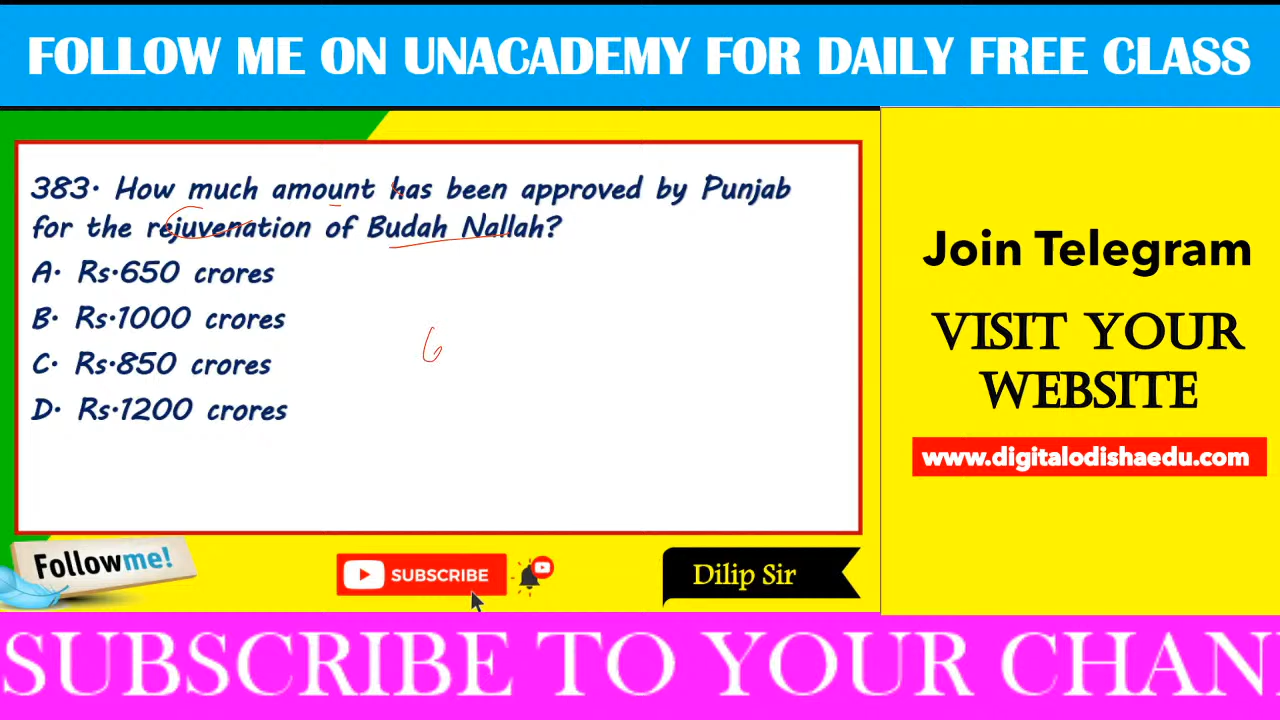 FOLLOW ME ON UNACADEMY FOR DAILY FREE CLASS
383. How much amount has been approved by Punjab
for the rejuvenation of Budah Nallah?
A. Rs.650 crores
B. Rs.1000 crores
C. Rs.850 crores
D. Rs.1200 crores
6
Join Telegram
VISIT YOUR
WEBSITE
www.digitalodishaedu.com
Followme!
SUBSCRIBE
Dilip Sir
SUBSCRIBE TO YOUR CHAN